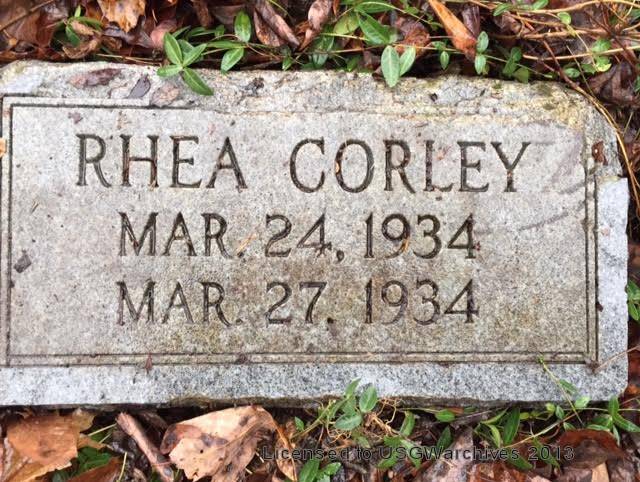 RHEA CORLEY
MAR. 24, 1934
MAR. 27, 1934
Licensed to USGWarchives 2013